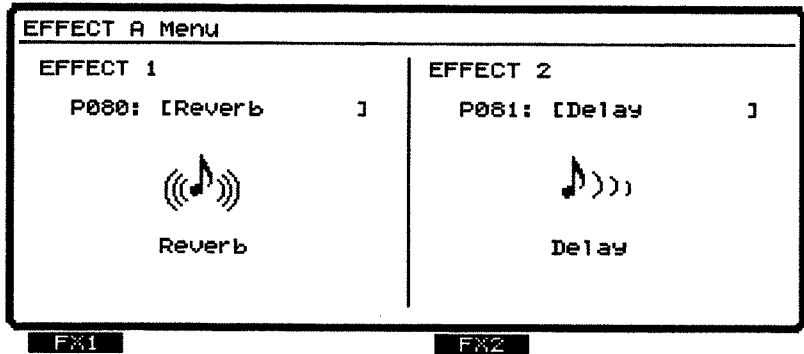 EFFECT A Menu
EFFECT 1
P080: [Reverb ]
Reverb
EFFECT 2
P081: [Delay ]
Delay
FX1
FX2